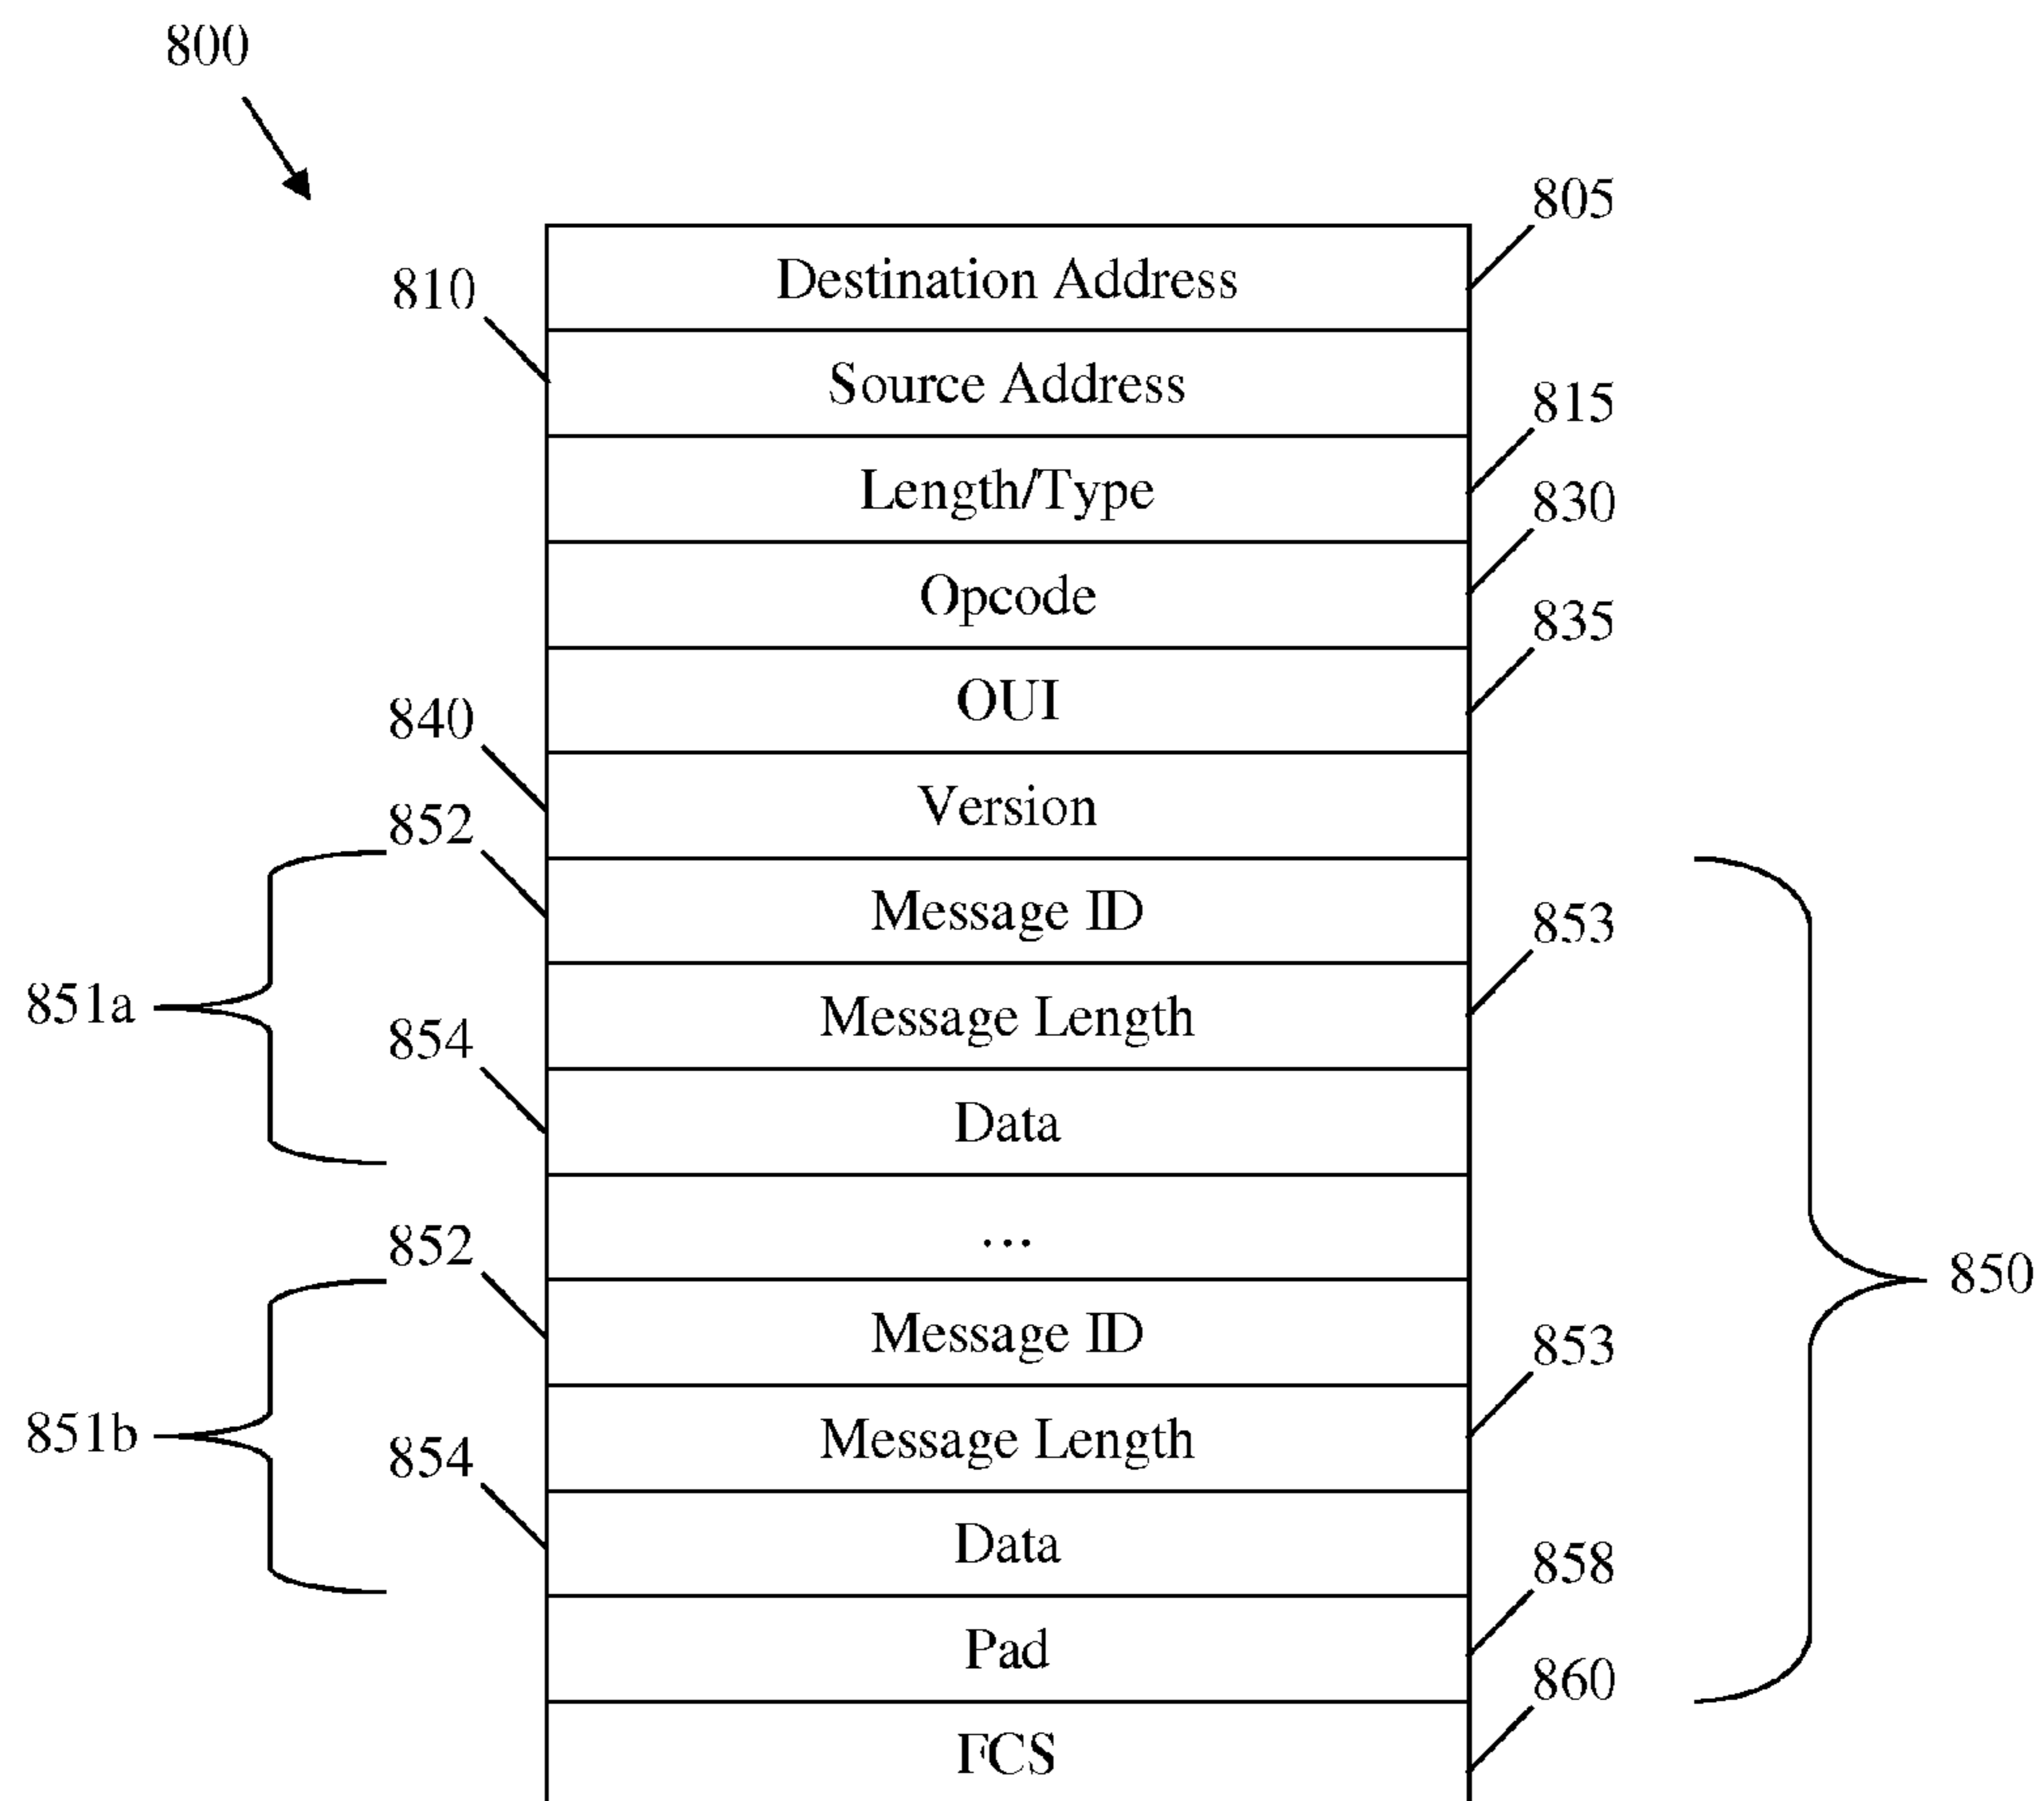 800
805
Destination Address
810
Source Address
815
Length/Type
830
Opcode
835
OUI
840
Version
852
Message ID
853
851a
Message Length
854
Data
...
852
Message ID
850
853
851b
Message Length
854
Data
858
Pad
860
FCS